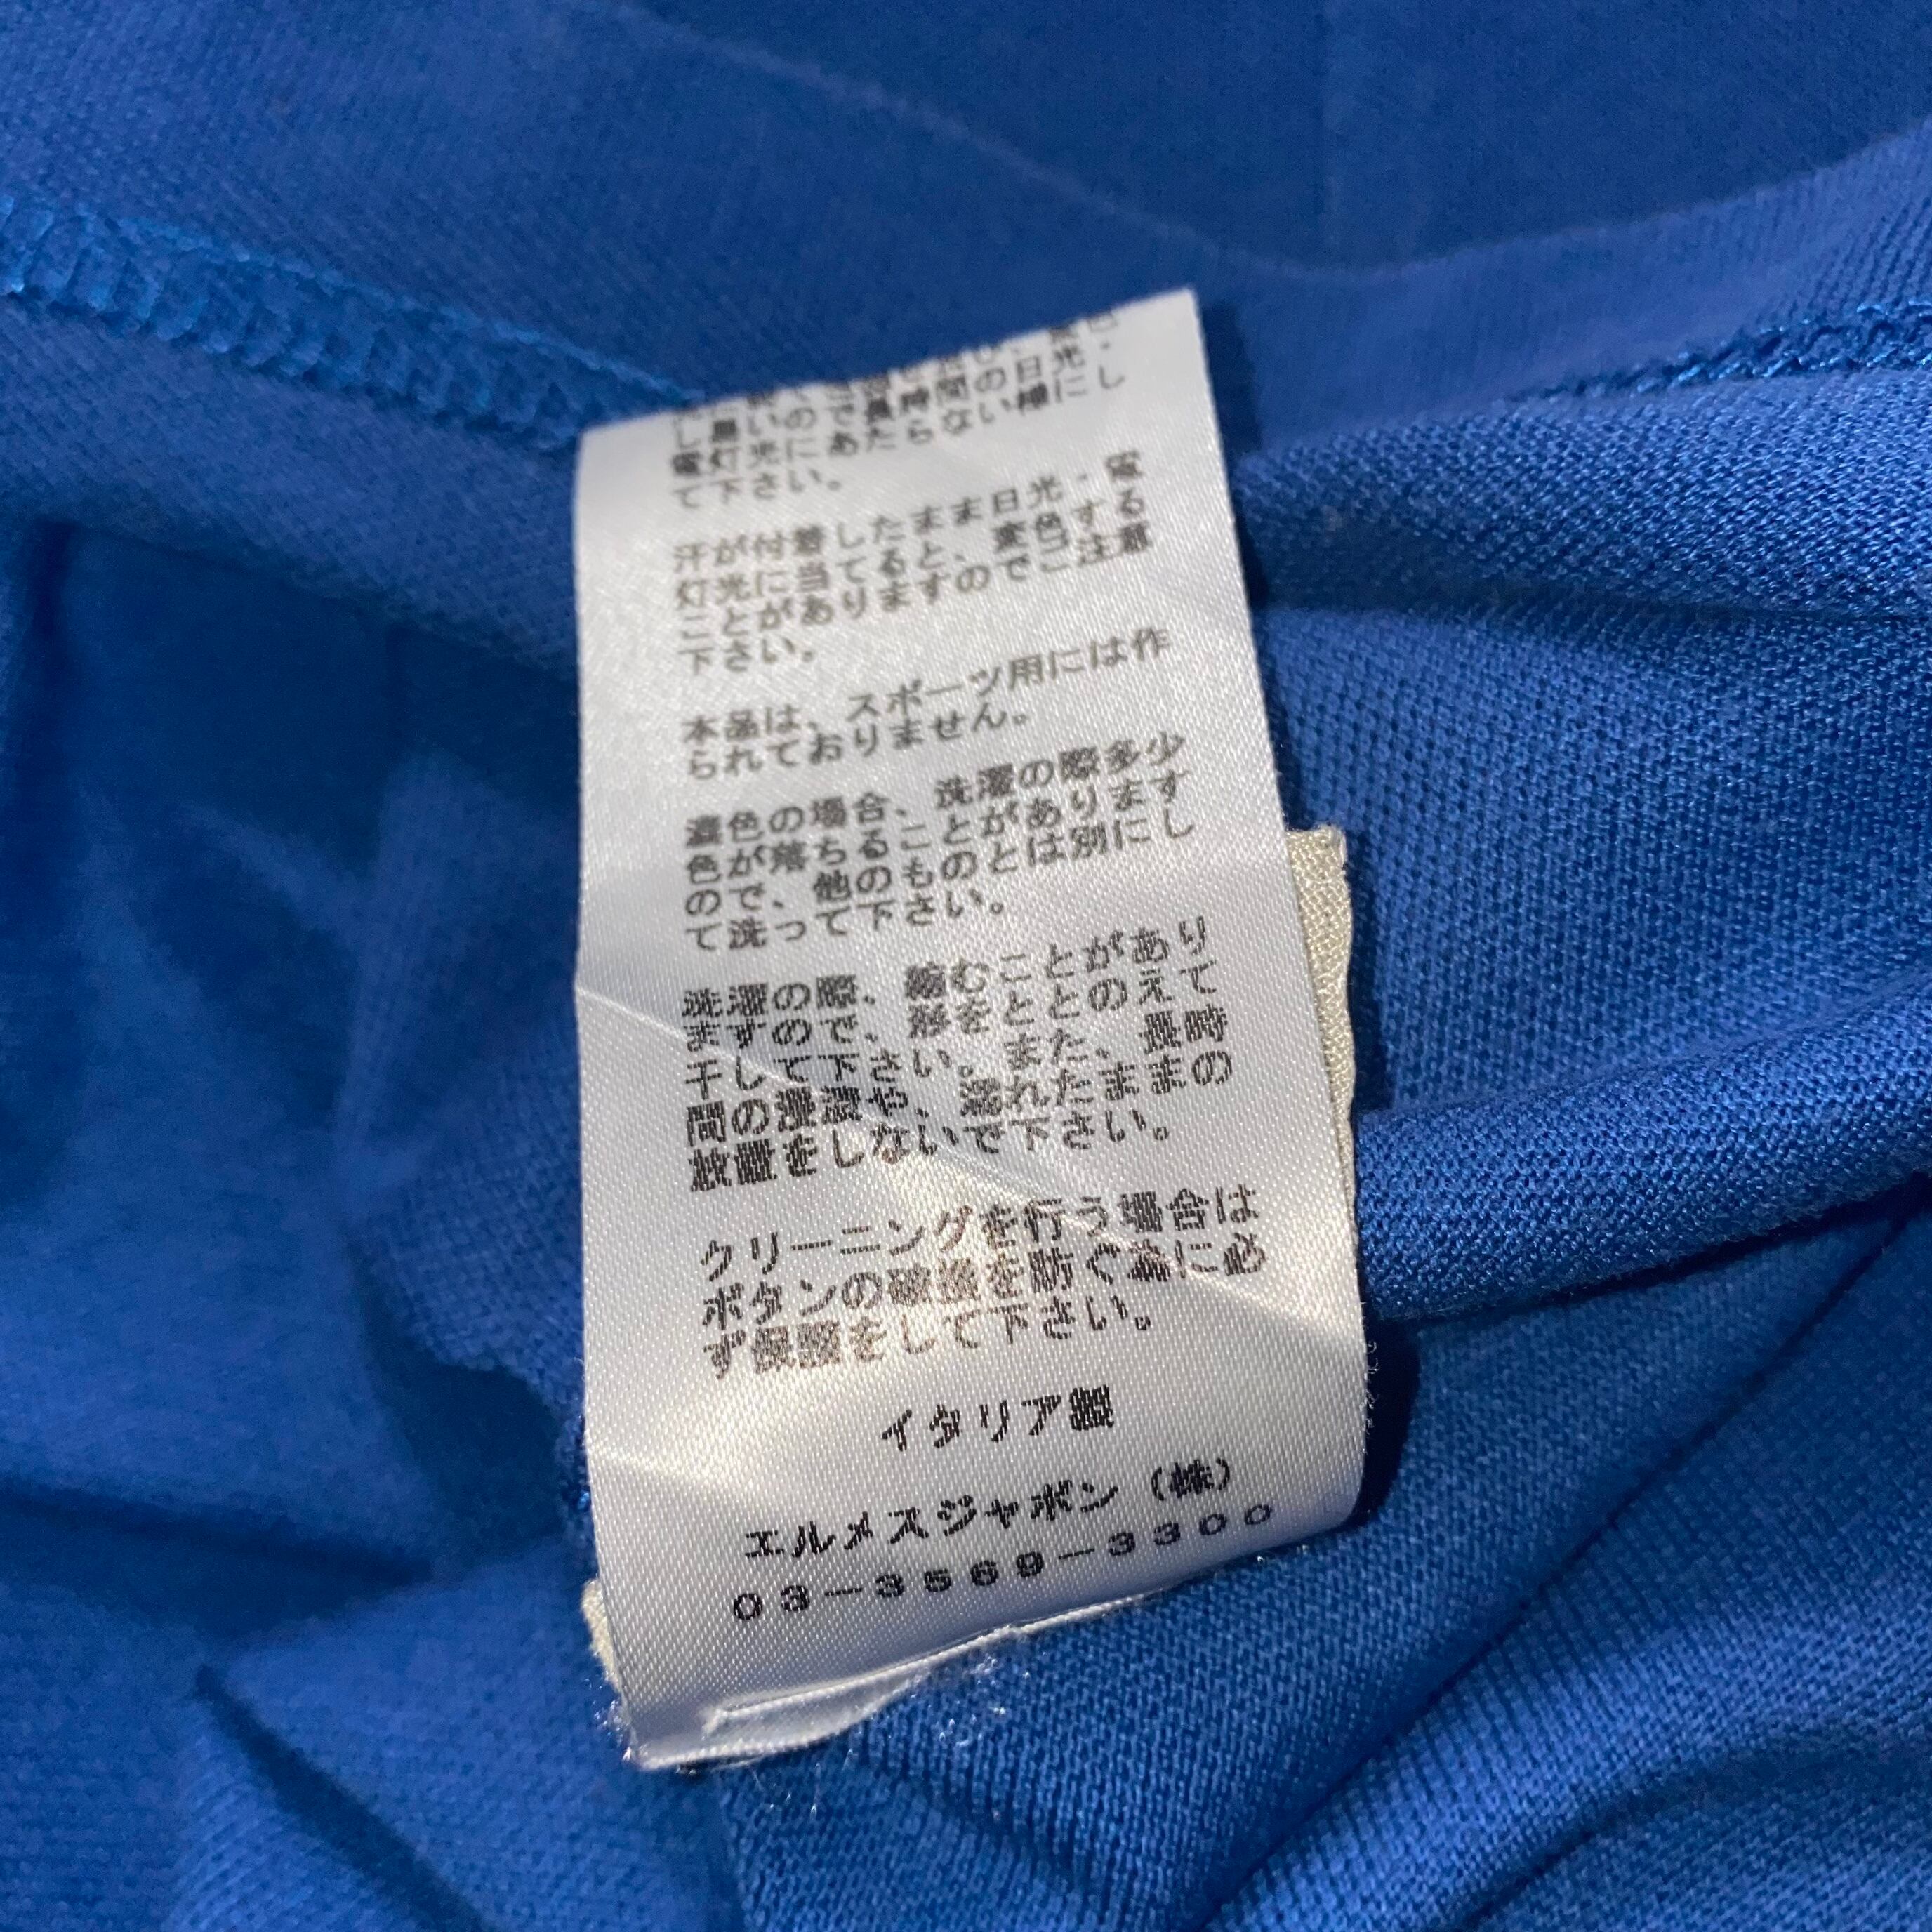 し易いので長時間の日光・
電灯光にあたらない様にし
て下さい。
汗が付着したまま日光・電
灯光に当てると、変色する
ことがありますのでご注意
下さい。
本品は、スポーツ用には作
られておりません。
濃色の場合、洗濯の際多少
色が落ちることがあります
ので、他のものとは別にし
て洗って下さい。
洗濯の際、縮むことがあり
ますので、形をととのえて
干して下さい。また、長時
間の浸漬や、濡れたままの
放置をしないで下さい。
クリーニングを行う場合は
ボタンの破損を防ぐ為に必
ず保護をして下さい。
イタリア製
エルメスジャポン（株）
03－3569－3300